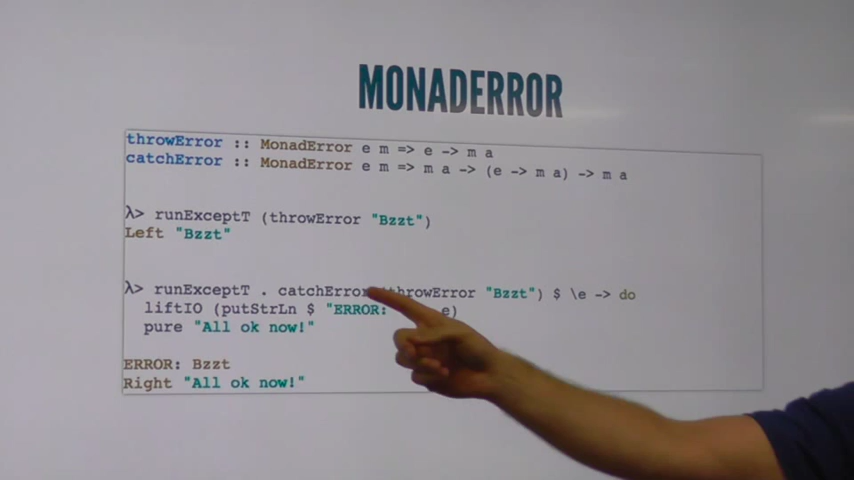 MONADERROR
throwError :: MonadError e m => e -> m a
catchError :: MonadError e m => m a -> (e -> m a) -> m a
λ> runExceptT (throwError "Bzzt")
Left "Bzzt"
λ> runExceptT . catchError (throwError "Bzzt") $ \e -> do
liftIO (putStrLn $ "ERROR: e)
pure "All ok now!"
ERROR: Bzzt
Right "All ok now!"